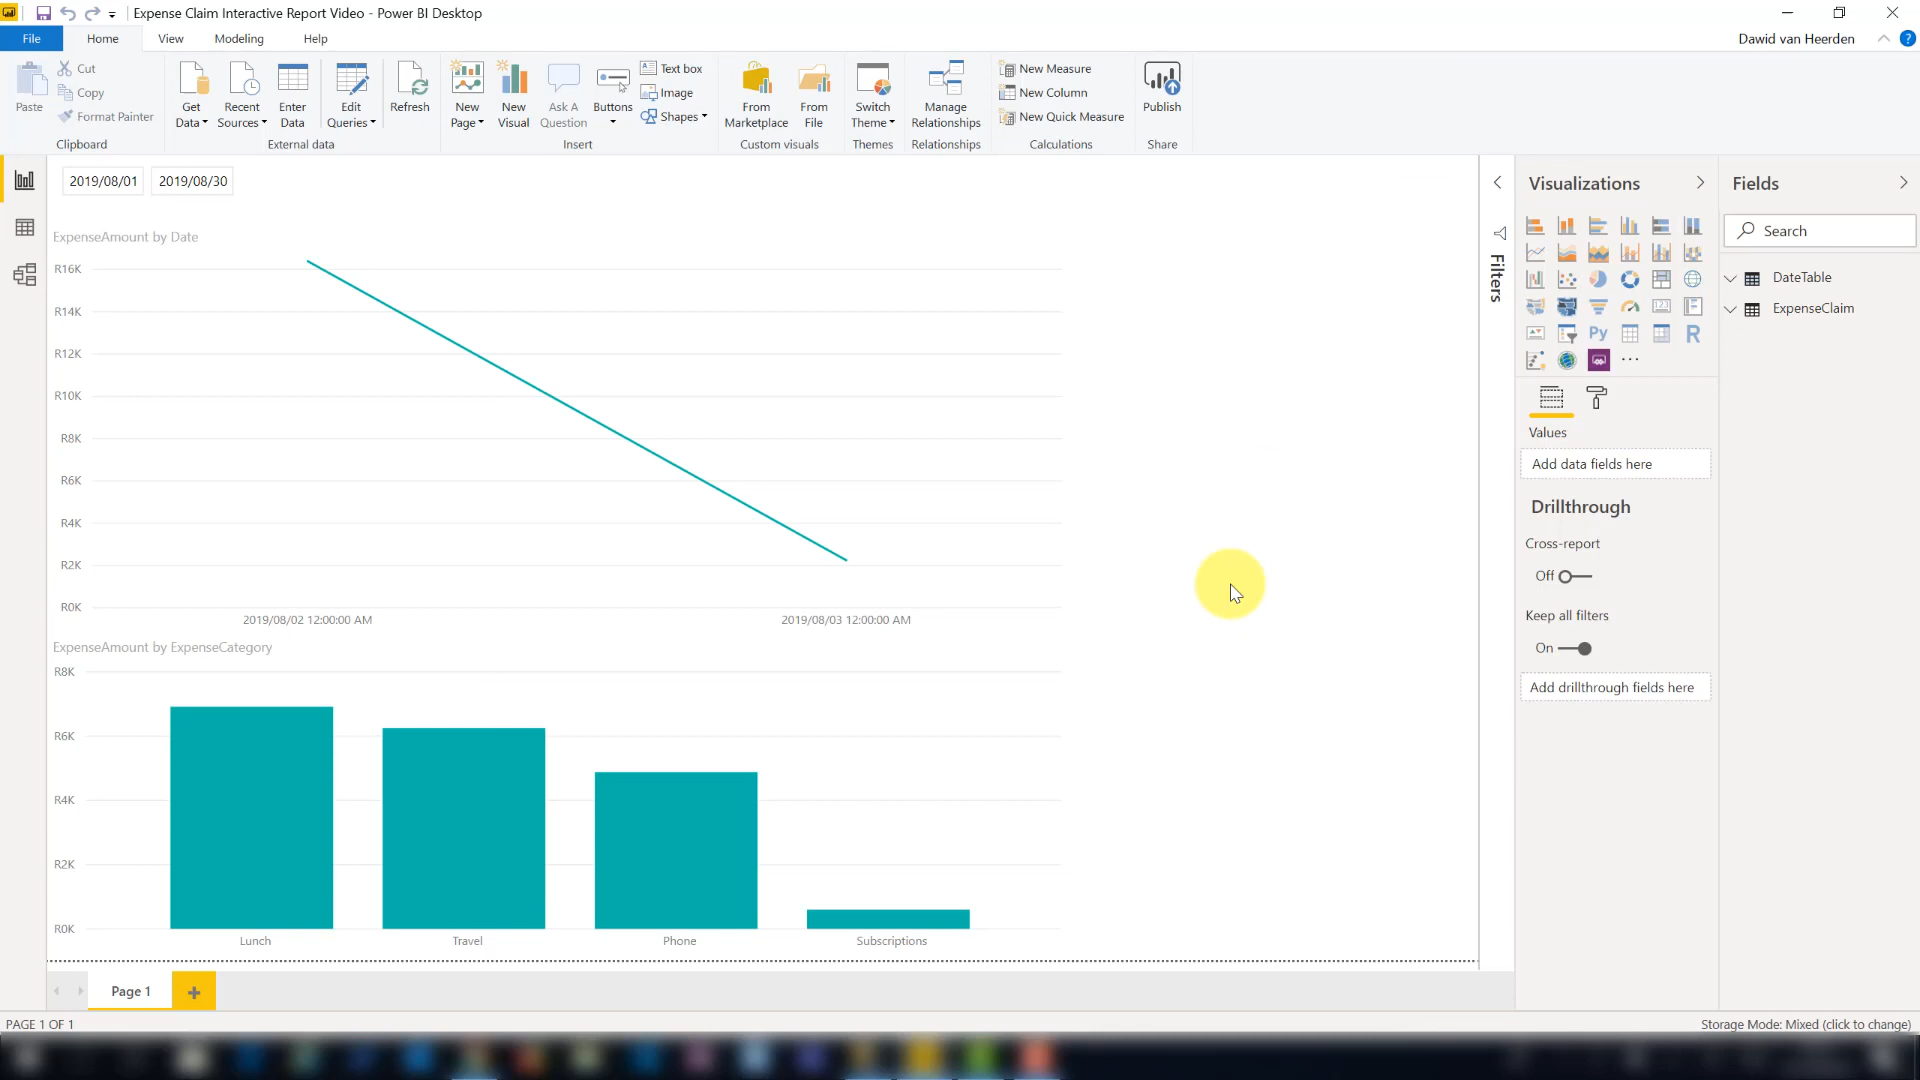 Expense Claim Interactive Report Video - Power BI Desktop
File Home View Modeling Help Dawid van Heerden ?
Paste Cut Copy Format Painter
Get Data Recent Sources Enter Data Edit Queries Refresh
New Page New Visual Ask A Question Buttons Text box Image Shapes
From Marketplace From File Switch Theme Manage Relationships
New Measure
New Column
New Quick Measure
Publish
Clipboard External data Insert Custom visuals Themes Relationships Calculations Share
2019/08/01 2019/08/30
ExpenseAmount by Date
R16K
R14K
R12K
R10K
R8K
R6K
R4K
R2K
R0K
2019/08/02 12:00:00 AM 2019/08/03 12:00:00 AM
ExpenseAmount by ExpenseCategory
R8K
R6K
R4K
R2K
R0K
Lunch Travel Phone Subscriptions
Filters
Visualizations
Py R
123
Values
Add data fields here
Drillthrough
Cross-report
Off
Keep all filters
On
Add drillthrough fields here
Fields
Search
DateTable
ExpenseClaim
Page 1 +
PAGE 1 OF 1
Storage Mode: Mixed (click to change)